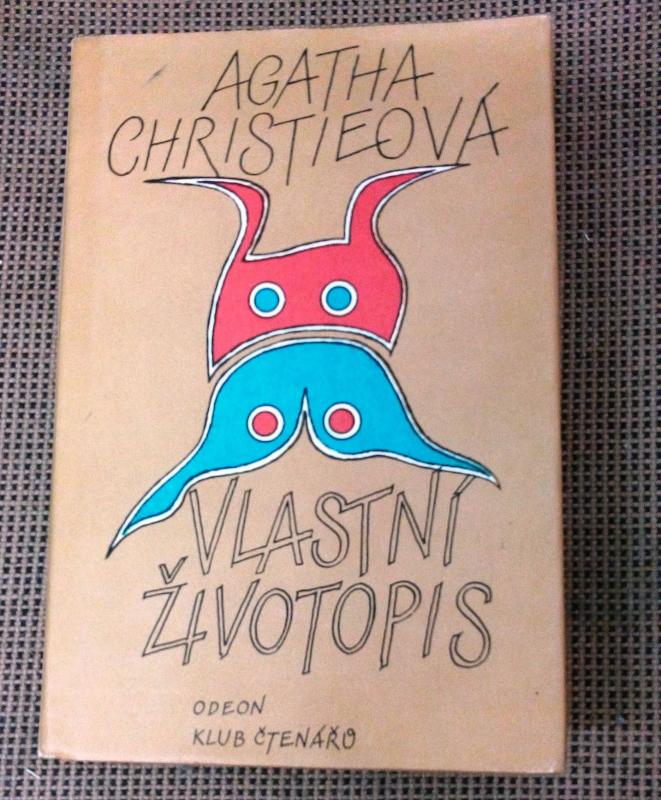 AGATHA
CHRISTIEOVÁ
VLASTNÍ
ŽIVOTOPIS
ODEON
KLUB ČTENÁŘŮ